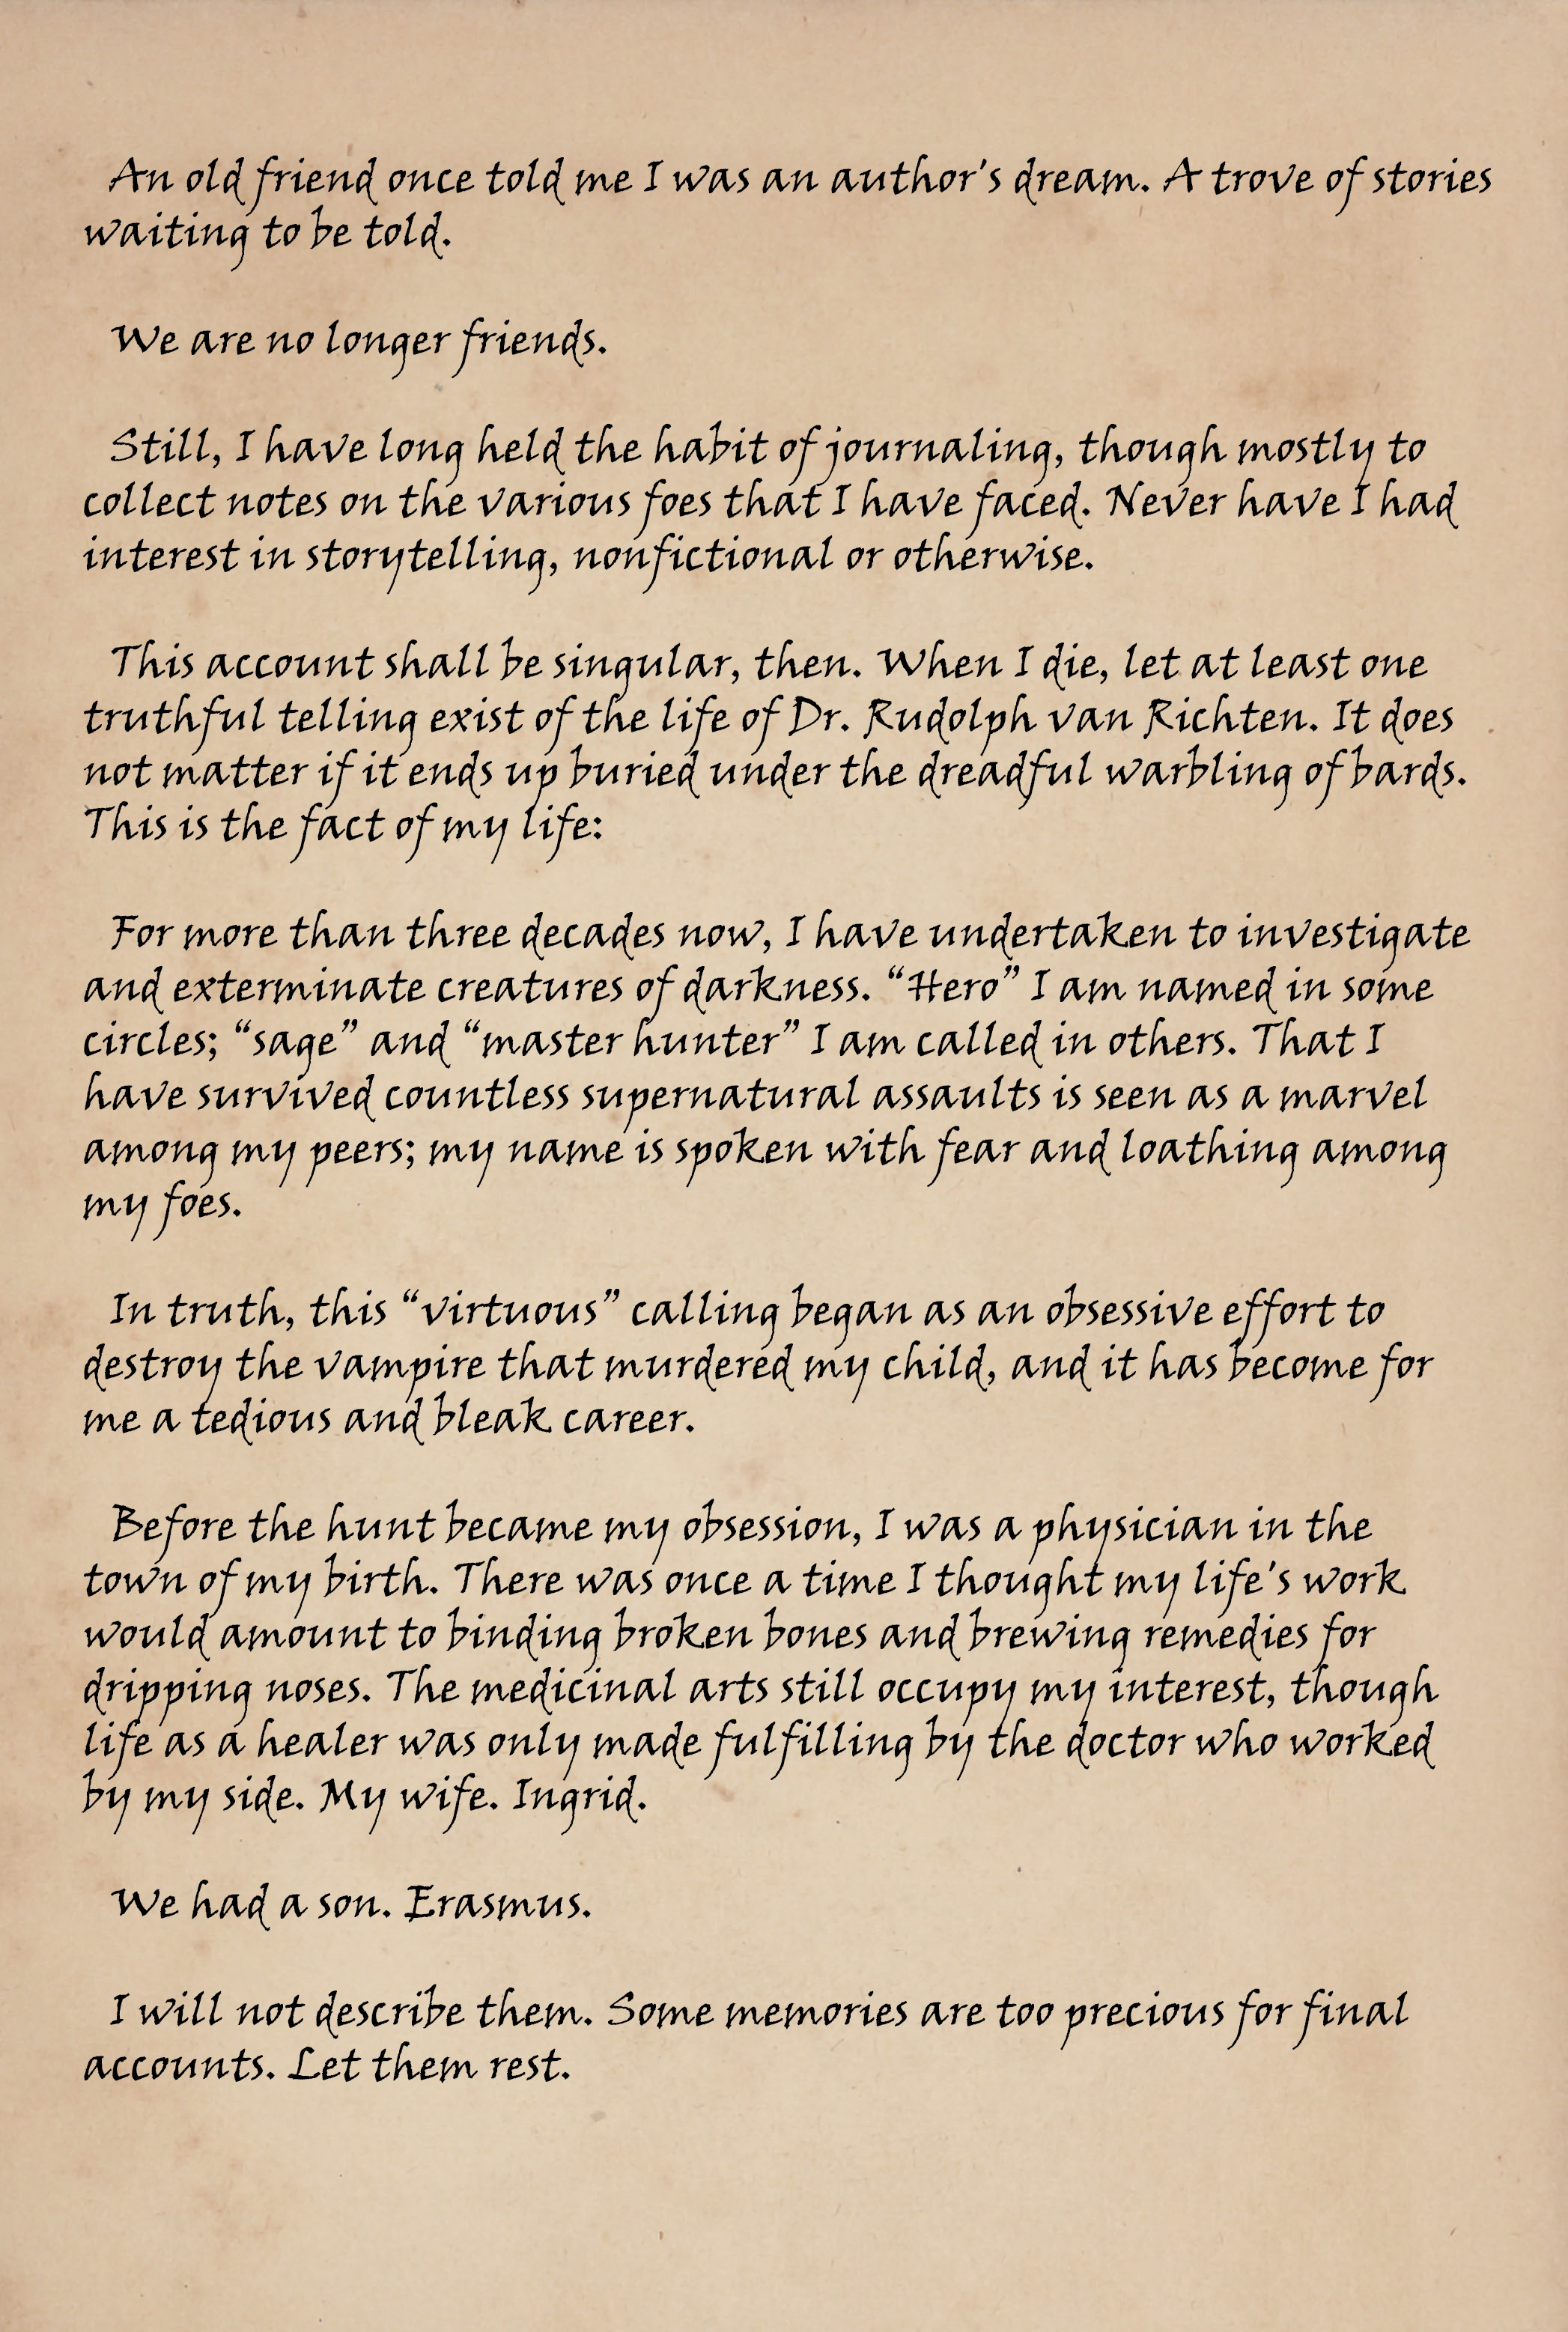 An old friend once told me I was an author's dream. A trove of stories
waiting to be told.
We are no longer friends.
Still, I have long held the habit of journaling, though mostly to
collect notes on the various foes that I have faced. Never have I had
interest in storytelling, nonfictional or otherwise.
This account shall be singular, then. When I die, let at least one
truthful telling exist of the life of Dr. Rudolph van Richten. It does
not matter if it ends up buried under the dreadful warbling of bards.
This is the fact of my life:
For more than three decades now, I have undertaken to investigate
and exterminate creatures of darkness. “Hero” I am named in some
circles; “sage” and “master hunter” I am called in others. That I
have survived countless supernatural assaults is seen as a marvel
among my peers; my name is spoken with fear and loathing among
my foes.
In truth, this “virtuous” calling began as an obsessive effort to
destroy the vampire that murdered my child, and it has become for
me a tedious and bleak career.
Before the hunt became my obsession, I was a physician in the
town of my birth. There was once a time I thought my life's work
would amount to binding broken bones and brewing remedies for
dripping noses. The medicinal arts still occupy my interest, though
life as a healer was only made fulfilling by the doctor who worked
by my side. My wife. Ingrid.
We had a son. Erasmus.
I will not describe them. Some memories are too precious for final
accounts. Let them rest.